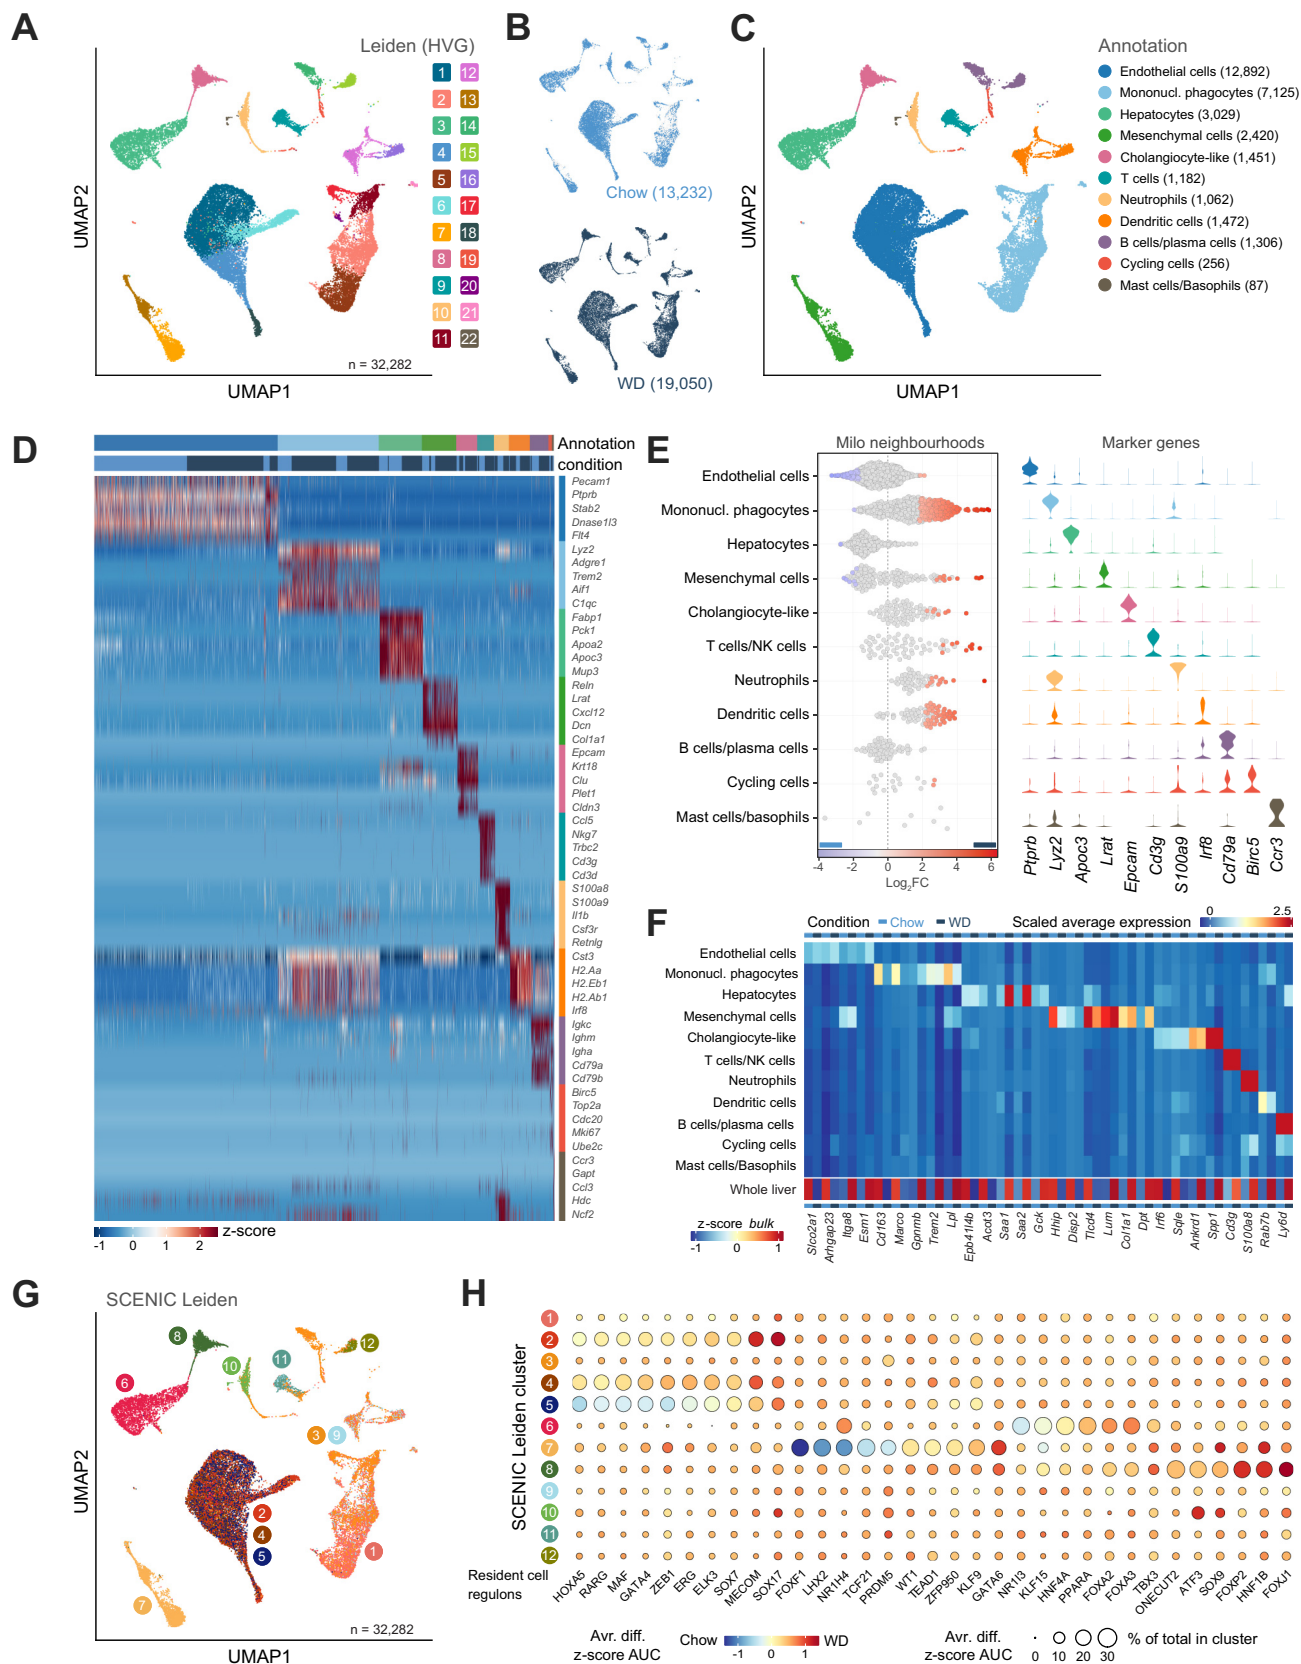 A
Leiden (HVG)
1 12
2 13
3 14
4 15
5 16
6 17
7 18
8 19
9 20
10 21
11 22
UMAP2
UMAP1
n = 32,282
B
Chow (13,232)
WD (19,050)
C
Annotation
Endothelial cells (12,892)
Mononucl. phagocytes (7,125)
Hepatocytes (3,029)
Mesenchymal cells (2,420)
Cholangiocyte-like (1,451)
T cells (1,182)
Neutrophils (1,062)
Dendritic cells (1,472)
B cells/plasma cells (1,306)
Cycling cells (256)
Mast cells/Basophils (87)
UMAP2
UMAP1
D
Annotation
condition
Pecam1
Ptprb
Stab2
Dnase1l3
Flt4
Lyz2
Adgre1
Trem2
Aif1
C1qc
Fabp1
Pck1
Apoa2
Apoc3
Mup3
Reln
Lrat
Cxcl12
Dcn
Col1a1
Epcam
Krt18
Clu
Plet1
Cldn3
Ccl5
Nkg7
Trbc2
Cd3g
Cd3d
S100a8
S100a9
Il1b
Csf3r
Retnlg
Cst3
H2.Aa
H2.Eb1
H2.Ab1
Irf8
Igkc
Ighm
Igha
Cd79a
Cd79b
Birc5
Top2a
Cdc20
Mki67
Ube2c
Ccr3
Gapt
Ccl3
Hdc
Ncf2
z-score
-1 0 1 2
E
Milo neighbourhoods
Marker genes
Endothelial cells
Mononucl. phagocytes
Hepatocytes
Mesenchymal cells
Cholangiocyte-like
T cells/NK cells
Neutrophils
Dendritic cells
B cells/plasma cells
Cycling cells
Mast cells/basophils
-4 -2 0 2 4 6
Log2FC
Ptprb
Lyz2
Apoc3
Lrat
Epcam
Cd3g
S100a9
Irf8
Cd79a
Birc5
Ccr3
F
Condition Chow WD
Scaled average expression 0 2.5
Endothelial cells
Mononucl. phagocytes
Hepatocytes
Mesenchymal cells
Cholangiocyte-like
T cells/NK cells
Neutrophils
Dendritic cells
B cells/plasma cells
Cycling cells
Mast cells/Basophils
Whole liver
z-score bulk
-1 0 1
Slco2a1
Arhgap23
Itga8
Esm1
Cd163
Marco
Gpnmb
Trem2
Lpl
Epb41l4b
Acot3
Saa1
Saa2
Gck
Hhip
Disp2
Tlcd4
Lum
Col1a1
Dpt
Irf6
Sqle
Ankrd1
Spp1
Cd3g
S100a8
Rab7b
Ly6d
G
SCENIC Leiden
8
12
10
11
6
3 9
2
4
5
1
7
n = 32,282
UMAP2
UMAP1
H
SCENIC Leiden cluster
1
2
3
4
5
6
7
8
9
10
11
12
Resident cell
regulons
HOXA5
RARG
MAF
GATA4
ZEB1
ERG
ELK3
SOX7
MECOM
SOX17
FOXF1
LHX2
NR1H4
TCF21
PRDM5
WT1
TEAD1
ZFP950
KLF9
GATA6
NR1I3
KLF15
HNF4A
PPARA
FOXA2
FOXA3
TBX3
ONECUT2
ATF3
SOX9
FOXP2
HNF1B
FOXJ1
Avr. diff.
z-score AUC
Chow WD
-1 0 1
Avr. diff.
z-score AUC
0 10 20 30
% of total in cluster